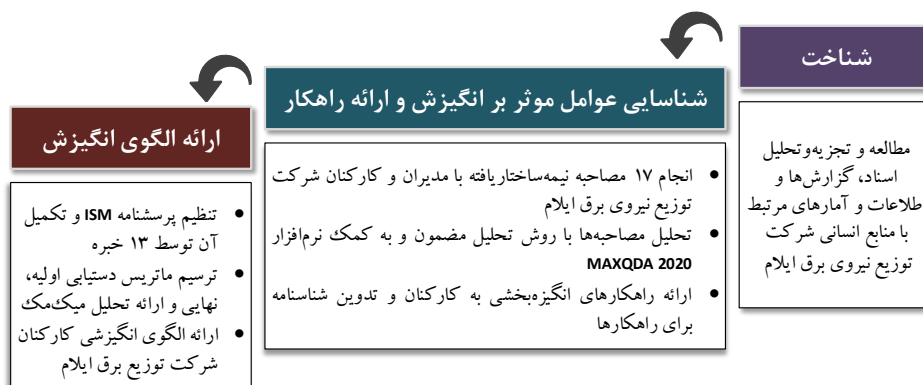 شناخت
مطالعه و تجزیه‌وتحلیل
اسناد، گزارش‌ها و
طلاعات و آمارهای مرتبط
با منابع انسانی شرکت
توزیع نیروی برق ایلام
شناسایی عوامل موثر بر انگیزش و ارائه راهکار
• انجام ۱۷ مصاحبه نیمه‌ساختاریافته با مدیران و کارکنان شرکت
توزیع نیروی برق ایلام
• تحلیل مصاحبه‌ها با روش تحلیل مضمون و به کمک نرم‌افزار
MAXQDA 2020
• ارائه راهکارهای انگیزه‌بخشی به کارکنان و تدوین شناسنامه
برای راهکارها
ارائه الگوی انگیزش
• تنظیم پرسشنامه ISM و تکمیل
آن توسط ۱۳ خبره
• ترسیم ماتریس دستیابی اولیه،
نهایی و ارائه تحلیل میک‌مک
• ارائه الگوی انگیزشی کارکنان
شرکت توزیع برق ایلام